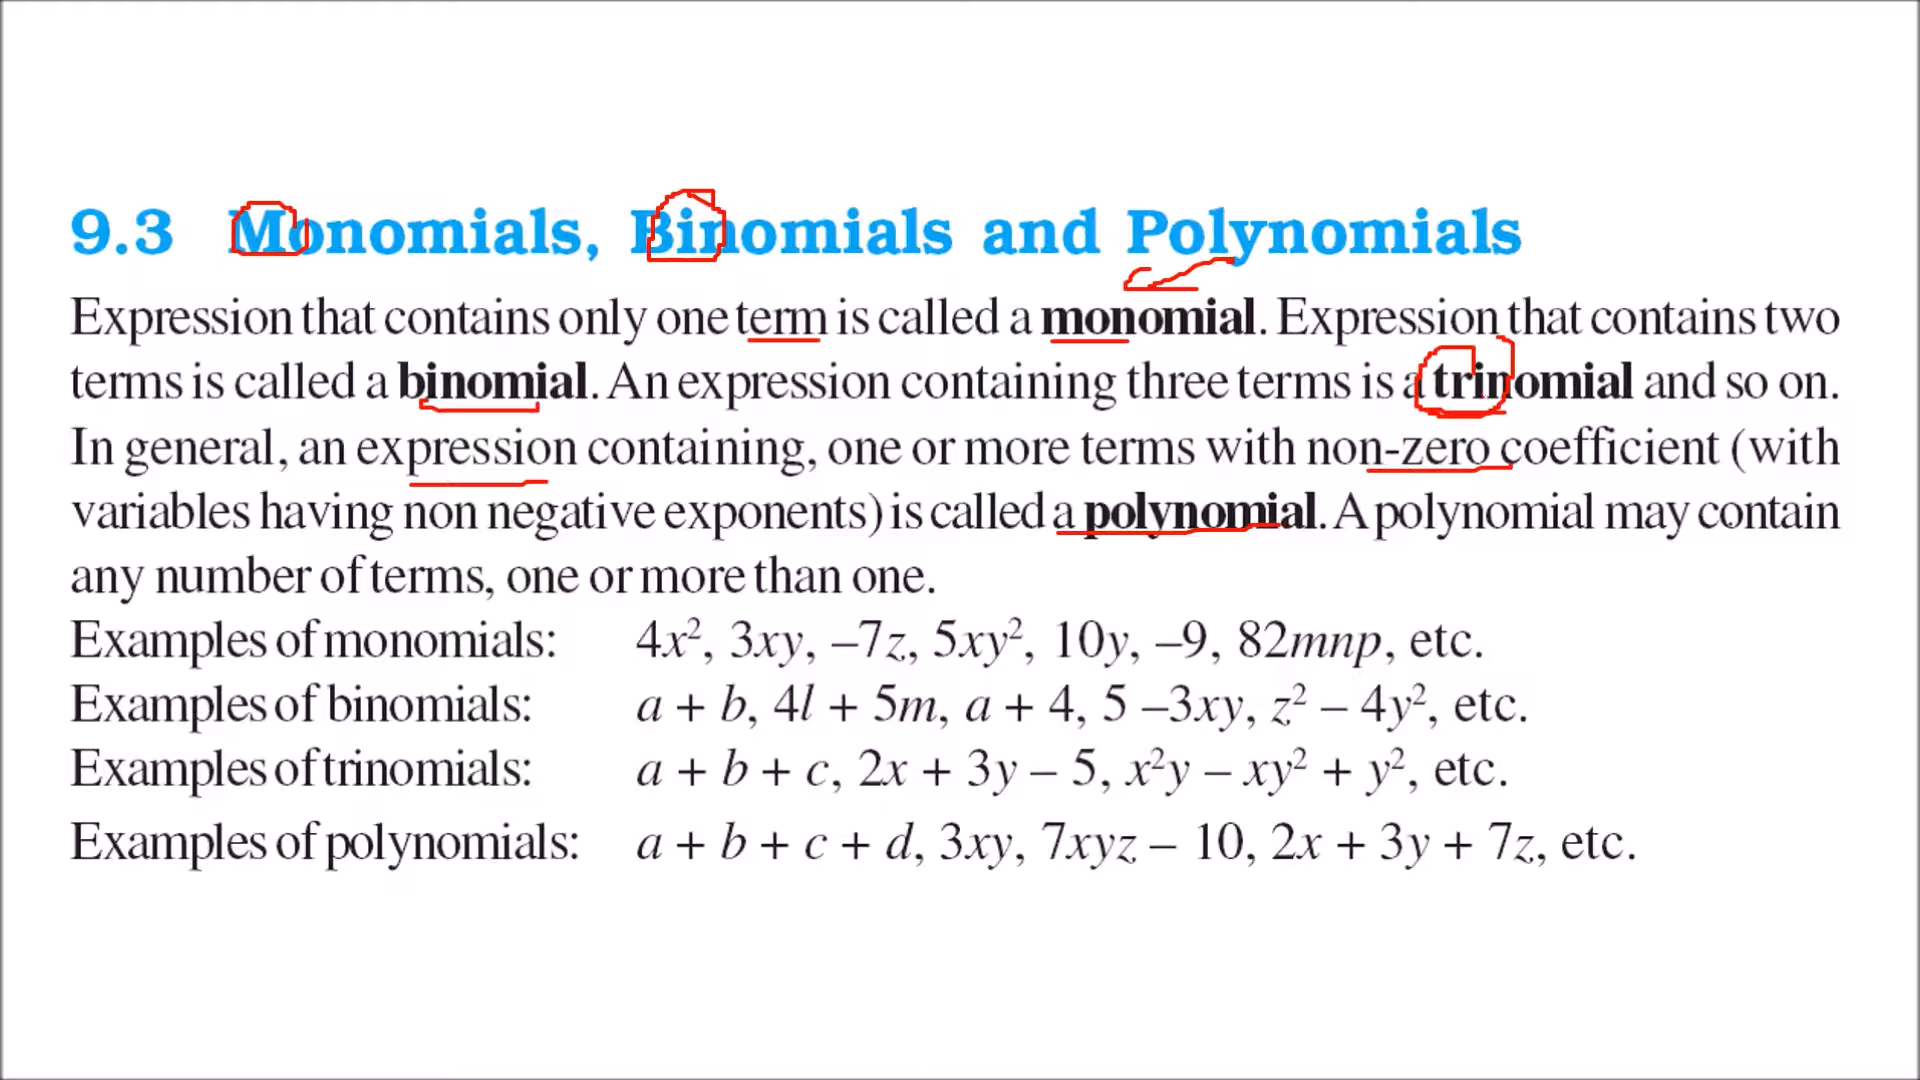 9.3 Monomials, Binomials and Polynomials
Expression that contains only one term is called a monomial. Expression that contains two
terms is called a binomial. An expression containing three terms is a trinomial and so on.
In general, an expression containing, one or more terms with non-zero coefficient (with
variables having non negative exponents) is called a polynomial. A polynomial may contain
any number of terms, one or more than one.
Examples of monomials: 4x², 3xy, –7z, 5xy², 10y, –9, 82mnp, etc.
Examples of binomials: a + b, 4l + 5m, a + 4, 5 –3xy, z² – 4y², etc.
Examples of trinomials: a + b + c, 2x + 3y – 5, x²y – xy² + y², etc.
Examples of polynomials: a + b + c + d, 3xy, 7xyz – 10, 2x + 3y + 7z, etc.